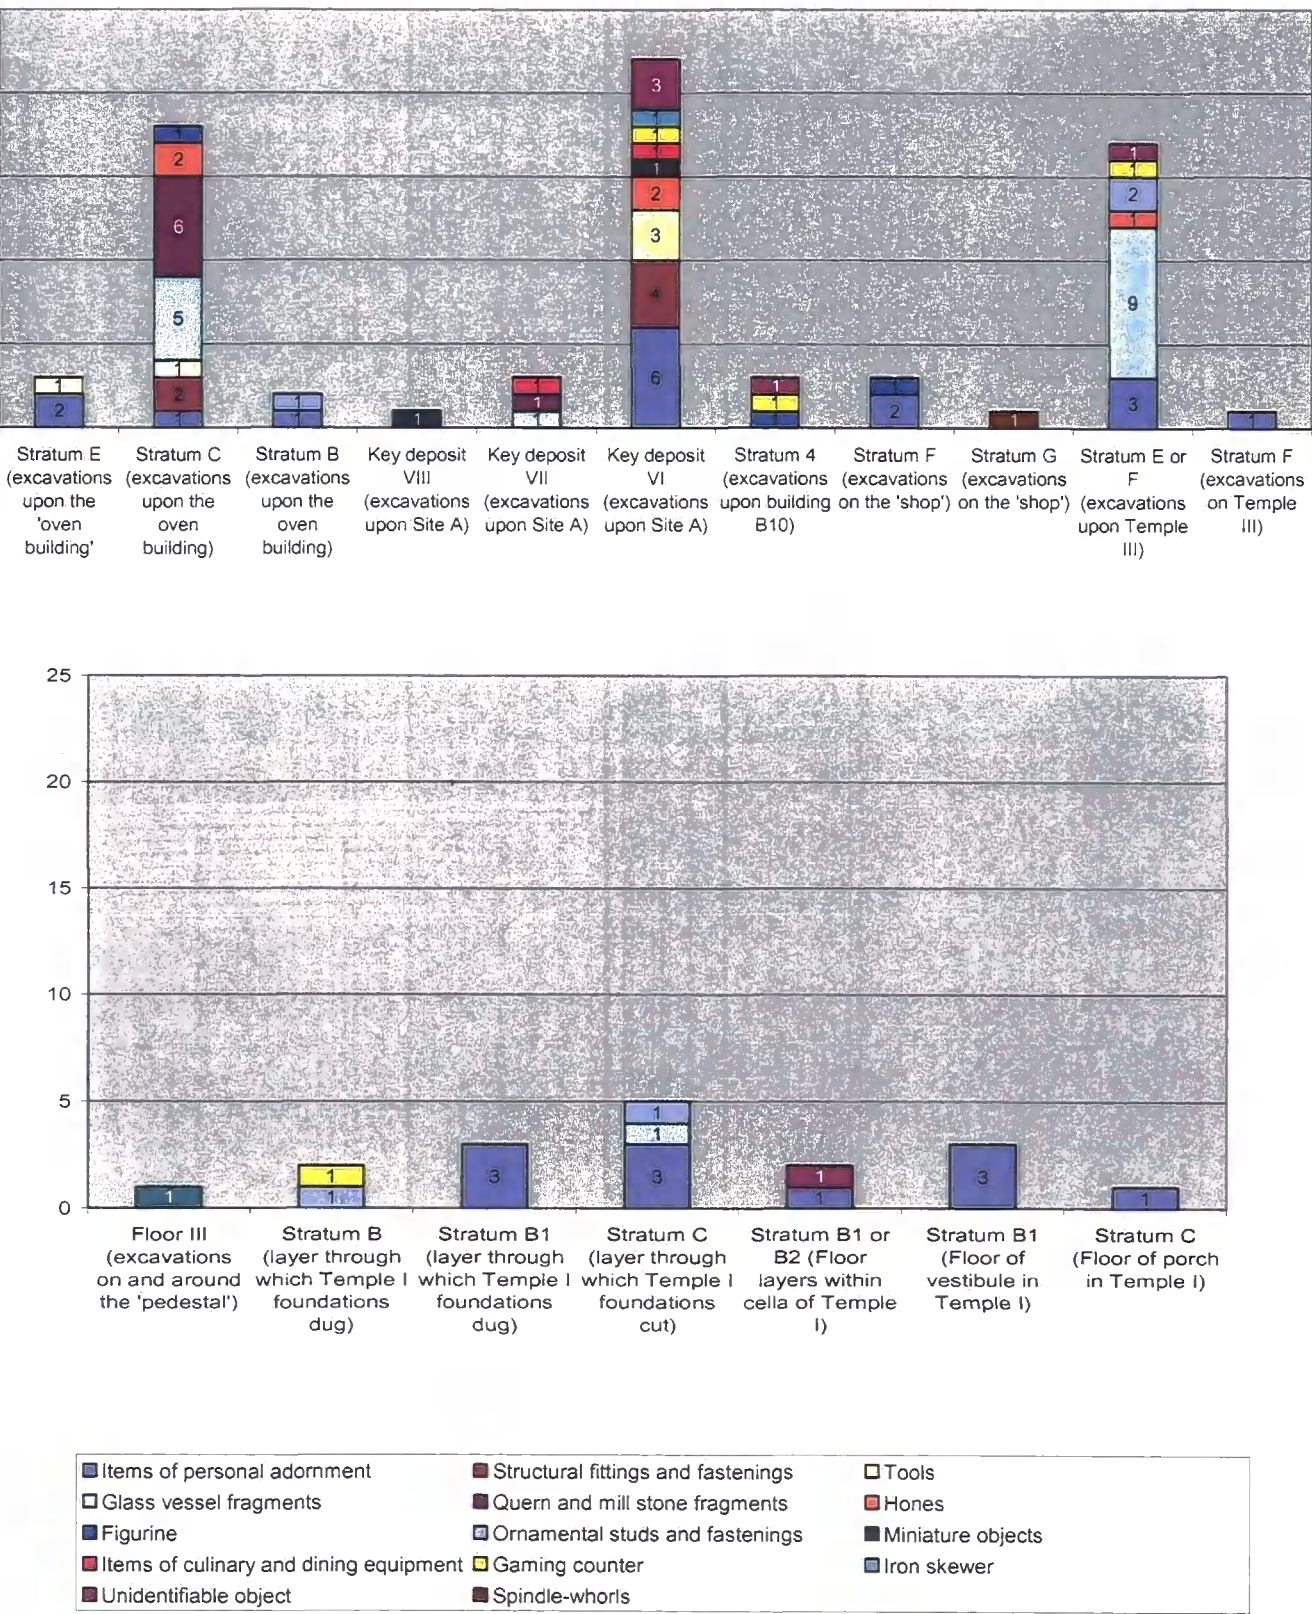 3
1
1
1
1
2
3
4
6
1
2
6
5
1
2
1
1
1
2
1
9
3
1
2
1
1
1
1
1
1
1
1
1
1
1
2
1
1
Stratum E (excavations upon the 'oven building'
Stratum C (excavations upon the oven building)
Stratum B (excavations upon the oven building)
Key deposit VIII (excavations upon Site A)
Key deposit VII (excavations upon Site A)
Key deposit VI (excavations upon Site A)
Stratum 4 (excavations upon building B10)
Stratum F (excavations on the 'shop')
Stratum G (excavations on the 'shop')
Stratum E or F (excavations upon Temple III)
Stratum F (excavations on Temple III)
25
20
15
10
5
0
1
1
1
3
1
1
3
1
1
3
1
Floor III (excavations on and around the 'pedestal')
Stratum B (layer through which Temple I foundations dug)
Stratum B1 (layer through which Temple I foundations dug)
Stratum C (layer through which Temple I foundations cut)
Stratum B1 or B2 (Floor layers within cella of Temple I)
Stratum B1 (Floor of vestibule in Temple I)
Stratum C (Floor of porch in Temple I)
Items of personal adornment
Structural fittings and fastenings
Tools
Glass vessel fragments
Quern and mill stone fragments
Hones
Figurine
Ornamental studs and fastenings
Miniature objects
Items of culinary and dining equipment
Gaming counter
Iron skewer
Unidentifiable object
Spindle-whorls